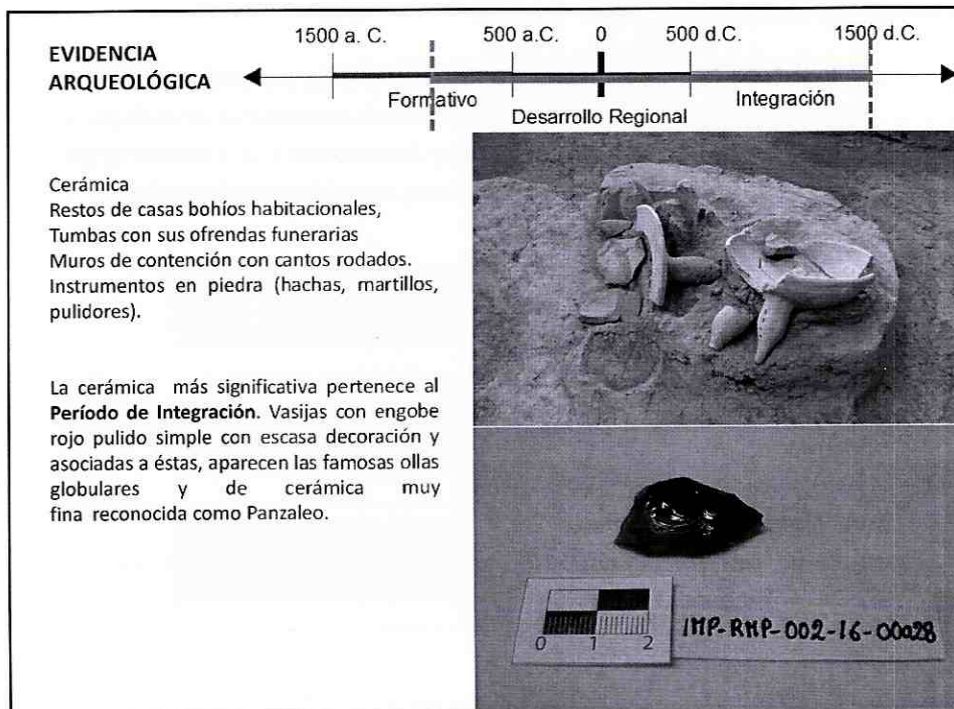 EVIDENCIA
ARQUEOLÓGICA
1500 a. C.
500 a.C.
0
500 d.C.
1500 d.C.
Formativo
Desarrollo Regional
Integración
Cerámica
Restos de casas bohíos habitacionales,
Tumbas con sus ofrendas funerarias
Muros de contención con cantos rodados.
Instrumentos en piedra (hachas, martillos,
pulidores).
La cerámica más significativa pertenece al
Período de Integración. Vasijas con engobe
rojo pulido simple con escasa decoración y
asociadas a éstas, aparecen las famosas ollas
globulares y de cerámica muy
fina reconocida como Panzaleo.
0 1 2
IMP-RMP-002-16-00028